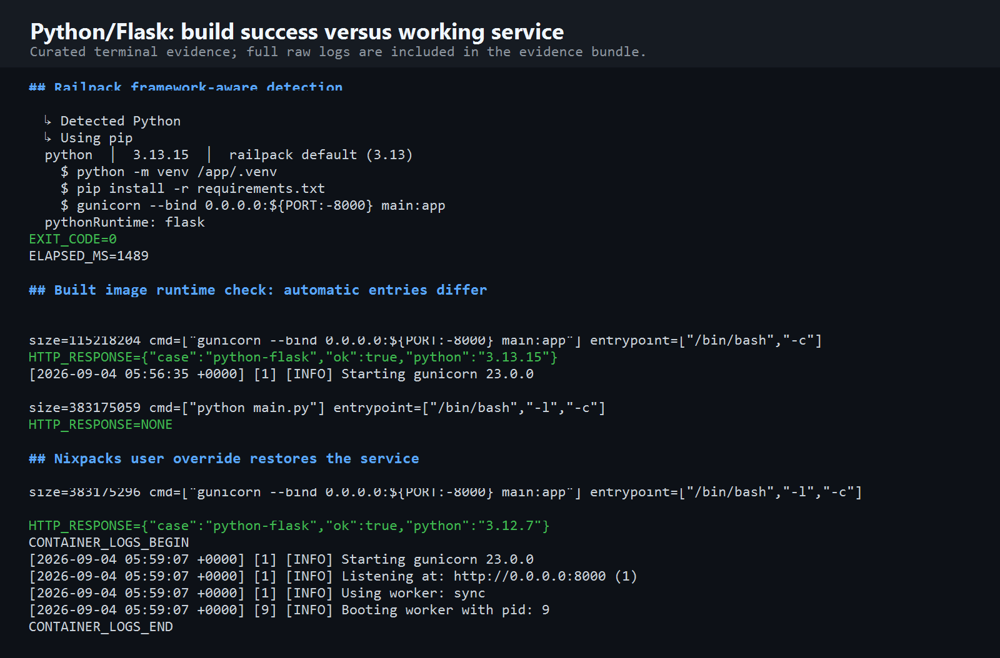 Python/Flask: build success versus working service
Curated terminal evidence; full raw logs are included in the evidence bundle.
## Railpack framework-aware detection
↳ Detected Python
↳ Using pip
python │ 3.13.15 │ railpack default (3.13)
$ python -m venv /app/.venv
$ pip install -r requirements.txt
$ gunicorn --bind 0.0.0.0:${PORT:-8000} main:app
pythonRuntime: flask
EXIT_CODE=0
ELAPSED_MS=1489
## Built image runtime check: automatic entries differ
size=115218204 cmd=["gunicorn --bind 0.0.0.0:${PORT:-8000} main:app"] entrypoint=["/bin/bash","-c"]
HTTP_RESPONSE={"case":"python-flask","ok":true,"python":"3.13.15"}
[2026-09-04 05:56:35 +0000] [1] [INFO] Starting gunicorn 23.0.0
size=383175059 cmd=["python main.py"] entrypoint=["/bin/bash","-l","-c"]
HTTP_RESPONSE=NONE
## Nixpacks user override restores the service
size=383175296 cmd=["gunicorn --bind 0.0.0.0:${PORT:-8000} main:app"] entrypoint=["/bin/bash","-l","-c"]
HTTP_RESPONSE={"case":"python-flask","ok":true,"python":"3.12.7"}
CONTAINER_LOGS_BEGIN
[2026-09-04 05:59:07 +0000] [1] [INFO] Starting gunicorn 23.0.0
[2026-09-04 05:59:07 +0000] [1] [INFO] Listening at: http://0.0.0.0:8000 (1)
[2026-09-04 05:59:07 +0000] [1] [INFO] Using worker: sync
[2026-09-04 05:59:07 +0000] [9] [INFO] Booting worker with pid: 9
CONTAINER_LOGS_END